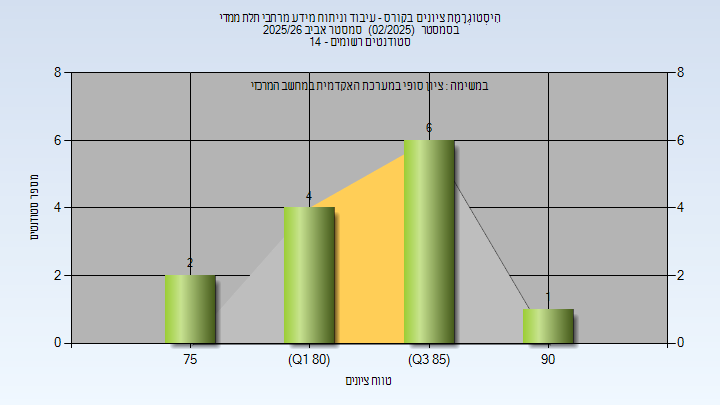 היסטוגרמת ציונים בקורס - עיבוד וניתוח מידע מרחבי תלת ממדי
בסמסטר (02/2025) סמסטר אביב 2025/26
סטודנטים רשומים - 14
במשימה : ציון סופי במערכת האקדמית במחשב המרכזי
8 8
6 6
4 4
2 2
0 0
2
4
6
1
מספר סטודנטים
75 (Q1 80) (Q3 85) 90
טווח ציונים